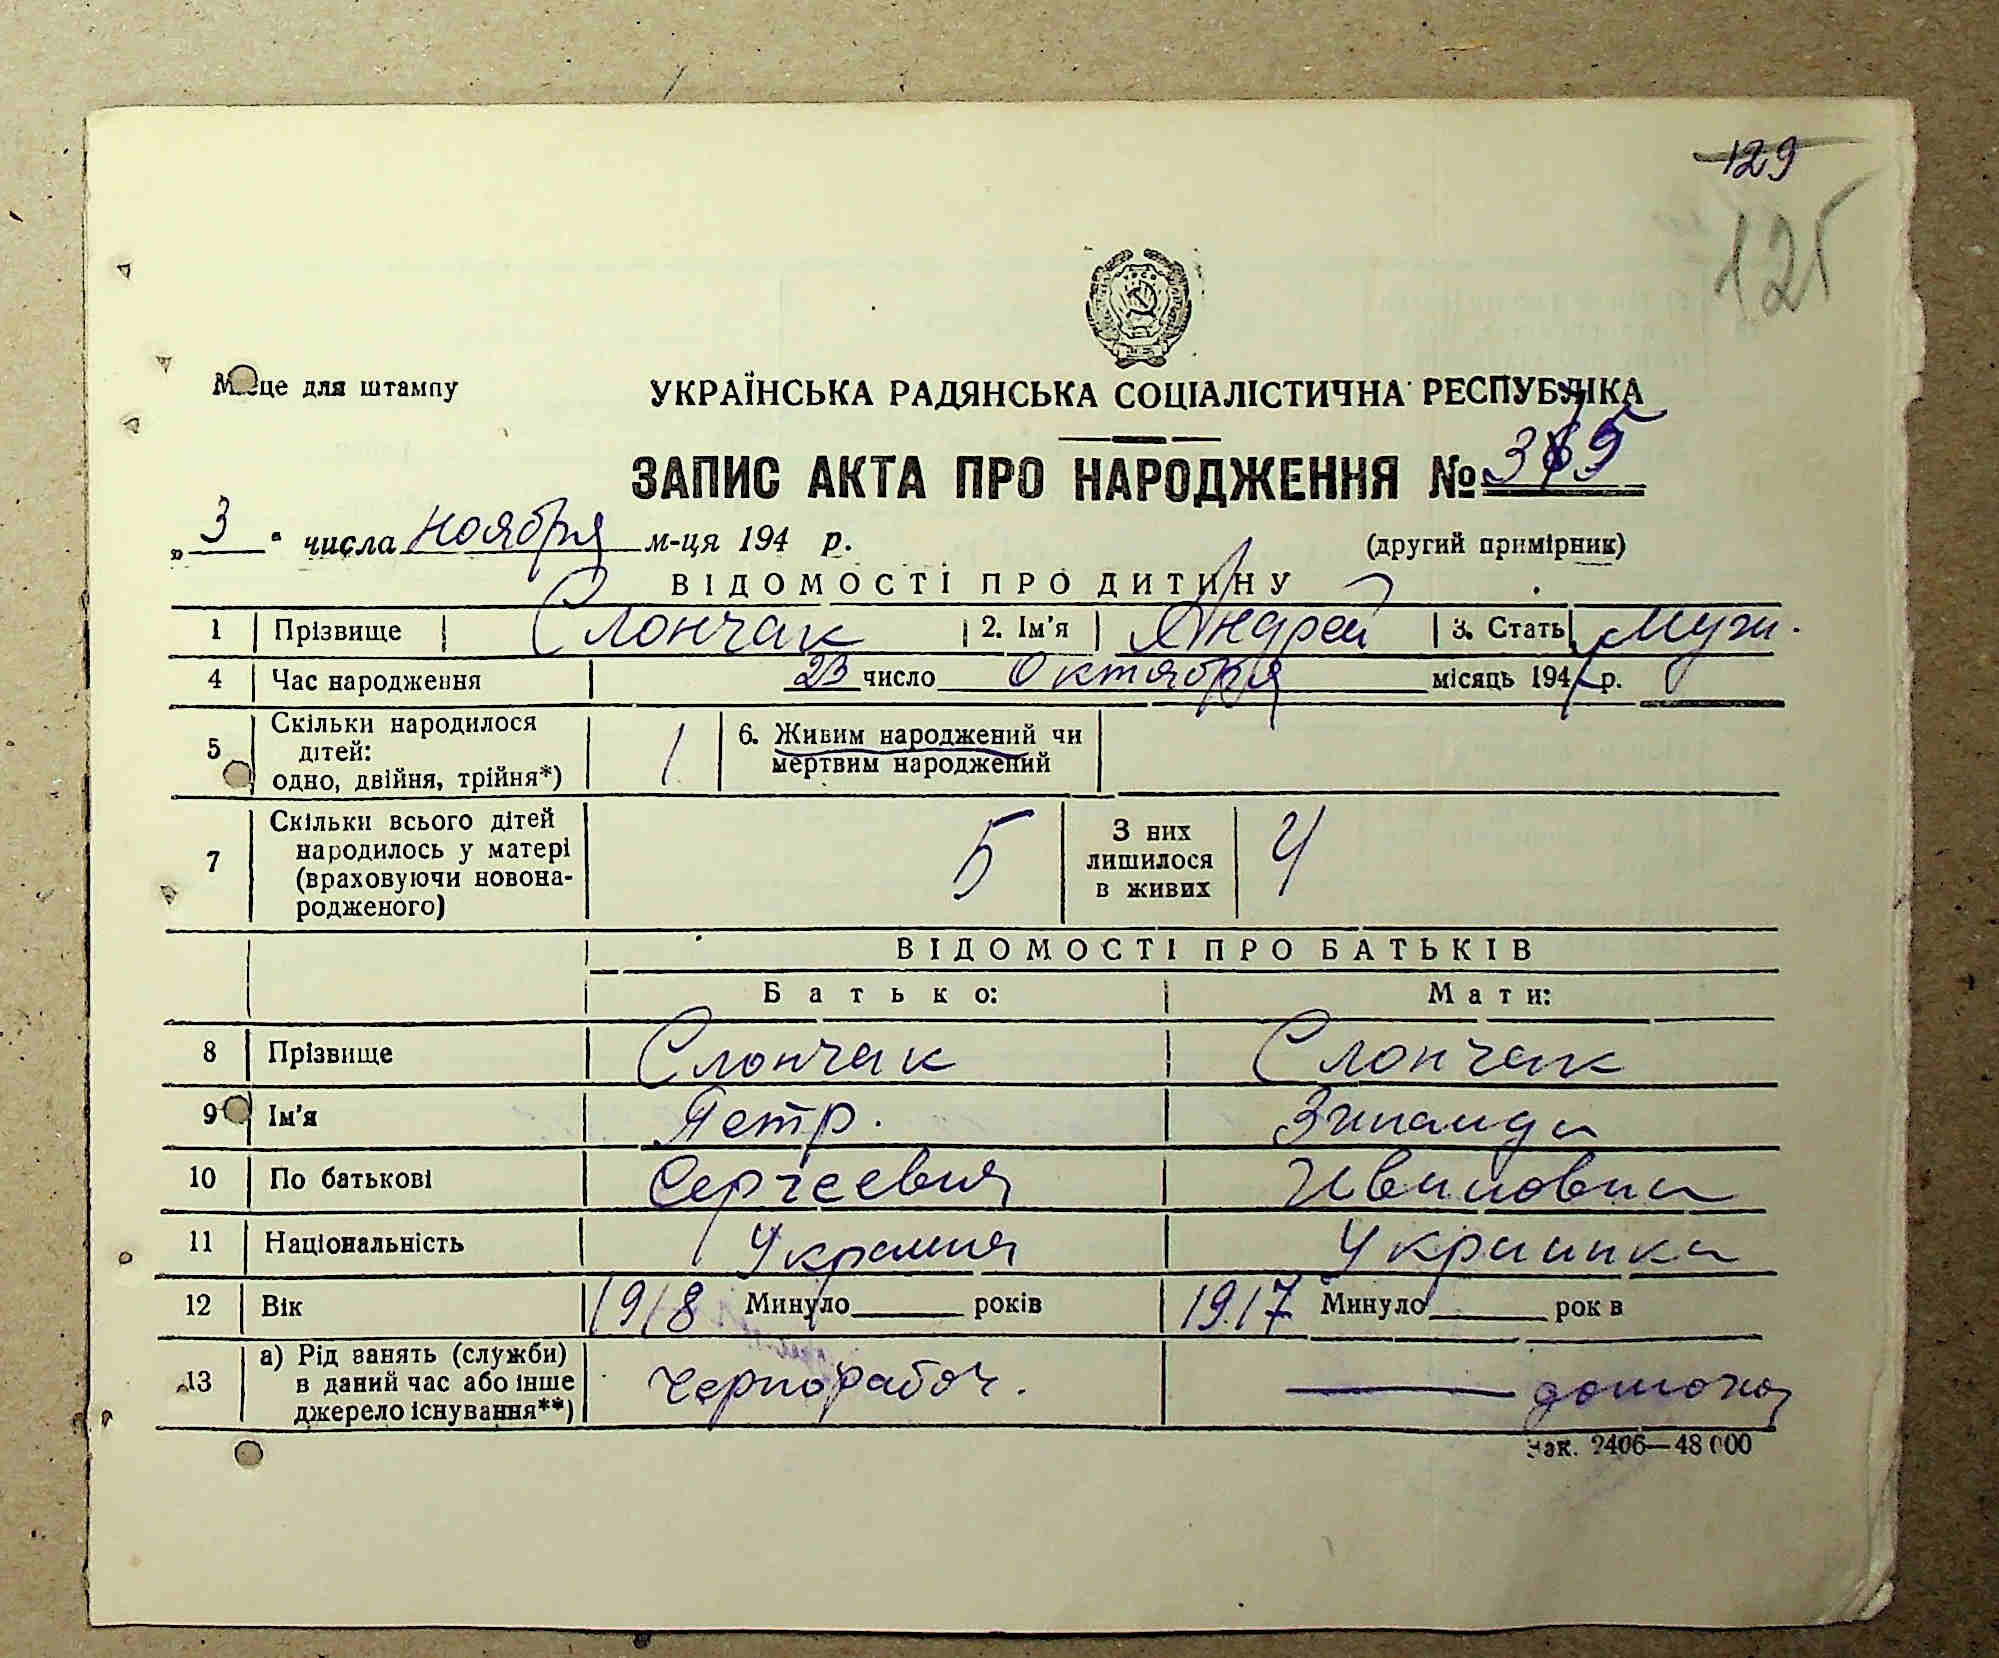 129
125
Місце для штампу
УКРАЇНСЬКА РАДЯНСЬКА СОЦІАЛІСТИЧНА РЕСПУБЛІКА
ЗАПИС АКТА ПРО НАРОДЖЕННЯ №
„ 3 “ числа ноября м-ця 194 р. (другий примірник)
ВІДОМОСТІ ПРО ДИТИНУ
1 Прізвище Слончак 2. Ім'я Андрей 3. Стать Муж.
4 Час народження 23 число Октября місяць 194 р.
5 Скільки народилося дітей: одно, двійня, трійня*) 1 6. Живим народжений чи мертвим народжений
7 Скільки всього дітей народилось у матері (враховуючи новонародженого) 5 З них лишилося в живих 4
ВІДОМОСТІ ПРО БАТЬКІВ
Батько: Мати:
8 Прізвище Слончак Слончак
9 Ім'я Петр. Зинаида
10 По батькові Сергеевич Ивановна
11 Національність Украинец Украинка
12 Вік 1918 Минуло років 1917 Минуло рок в
13 а) Рід занять (служби) в даний час або інше джерело існування**) Чернорабоч. — домохоз
Зак. 2406—48 000